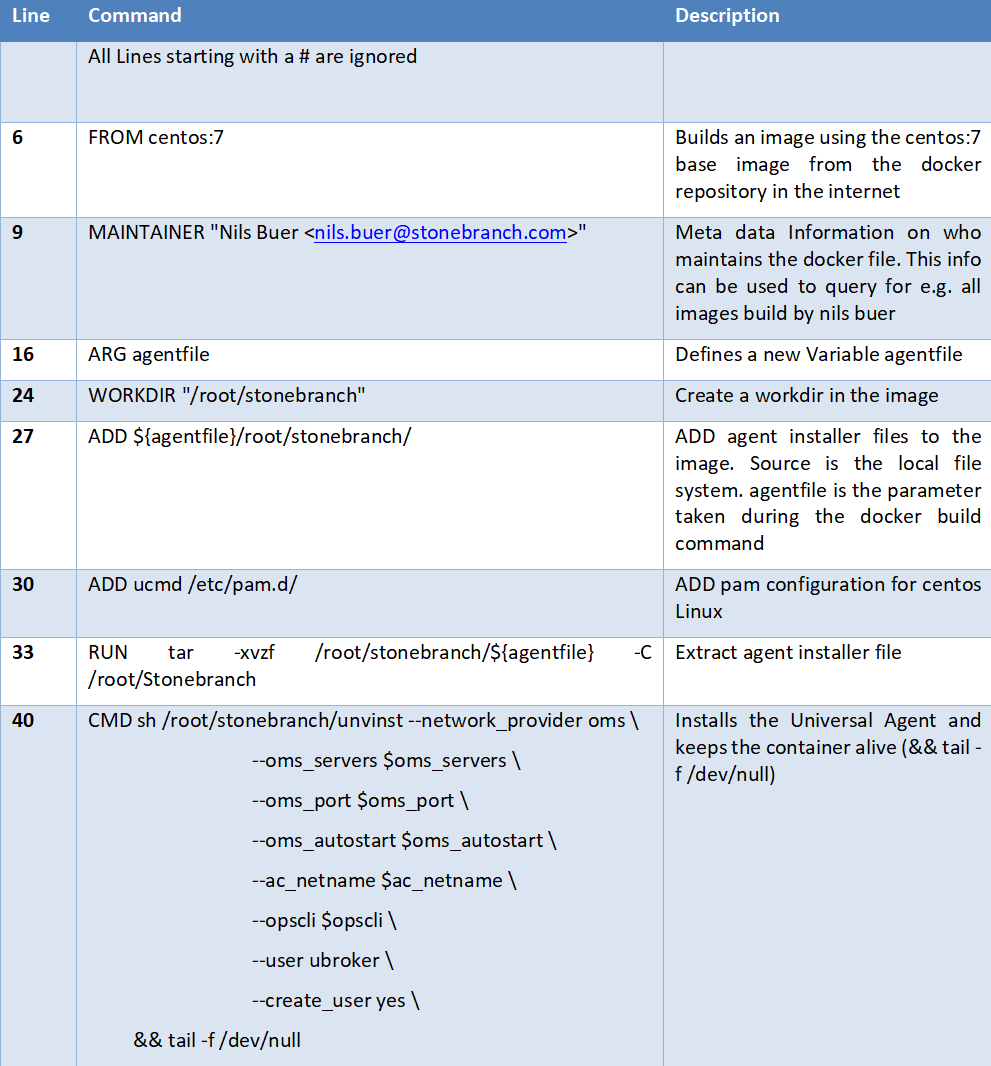 Line Command Description
All Lines starting with a # are ignored
6 FROM centos:7 Builds an image using the centos:7
base image from the docker
repository in the internet
9 MAINTAINER "Nils Buer <nils.buer@stonebranch.com>" Meta data Information on who
maintains the docker file. This info
can be used to query for e.g. all
images build by nils buer
16 ARG agentfile Defines a new Variable agentfile
24 WORKDIR "/root/stonebranch" Create a workdir in the image
27 ADD ${agentfile}/root/stonebranch/ ADD agent installer files to the
image. Source is the local file
system. agentfile is the parameter
taken during the docker build
command
30 ADD ucmd /etc/pam.d/ ADD pam configuration for centos
Linux
33 RUN tar -xvzf /root/stonebranch/${agentfile} -C Extract agent installer file
/root/Stonebranch
40 CMD sh /root/stonebranch/unvinst --network_provider oms \ Installs the Universal Agent and
keeps the container alive (&& tail -
f /dev/null)
--oms_servers $oms_servers \
--oms_port $oms_port \
--oms_autostart $oms_autostart \
--ac_netname $ac_netname \
--opscli $opscli \
--user ubroker \
--create_user yes \
&& tail -f /dev/null